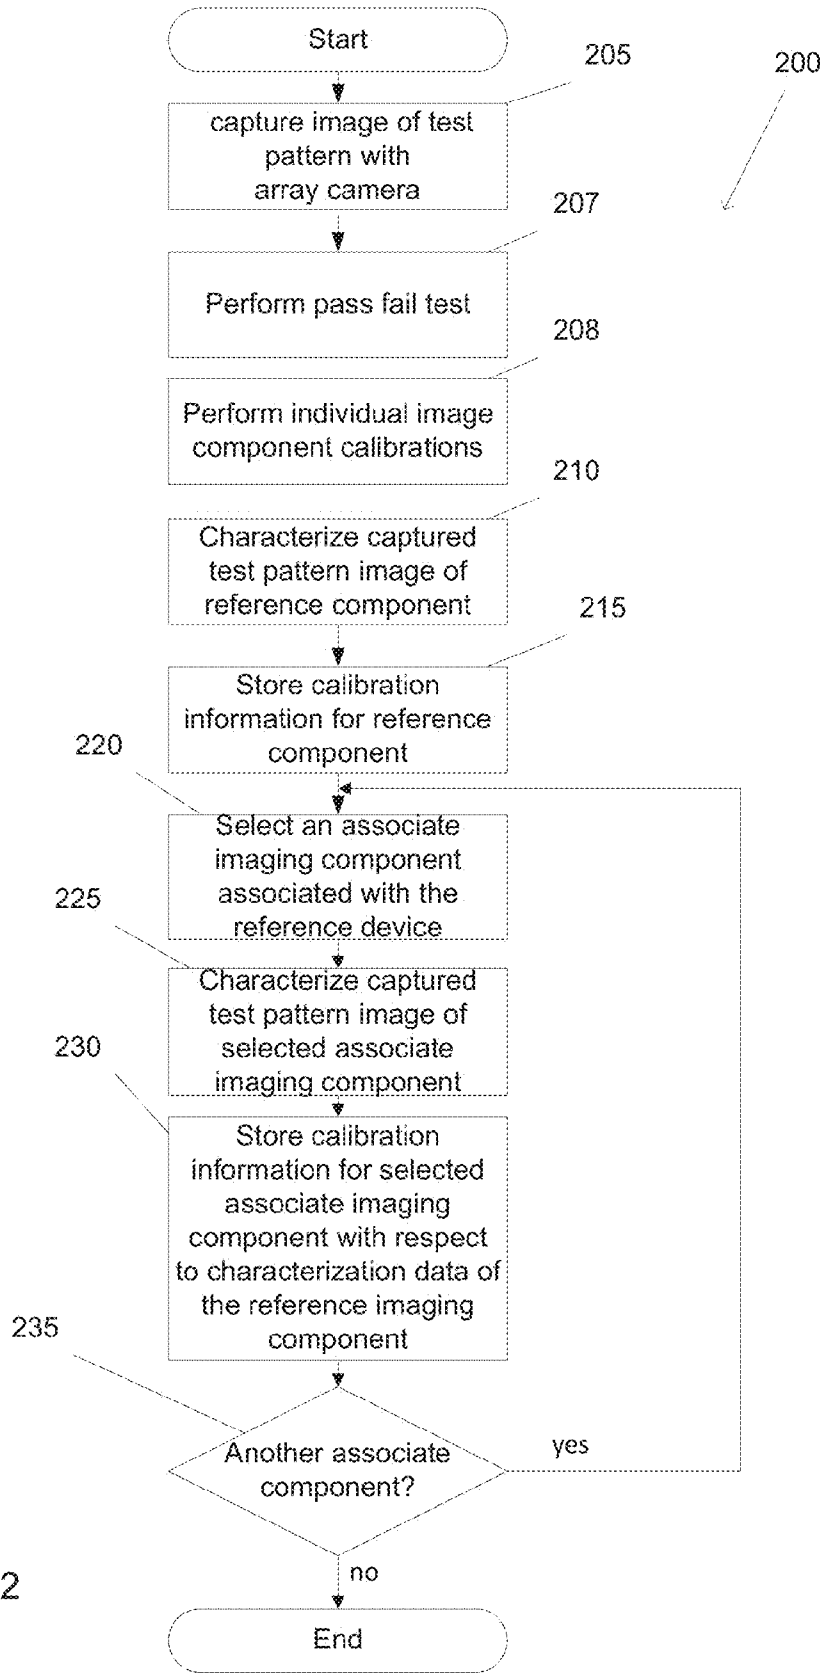 Start
205
200
capture image of test
pattern with
array camera
207
Perform pass fail test
208
Perform individual image
component calibrations
210
Characterize captured
test pattern image of
reference component
215
Store calibration
information for reference
component
220
Select an associate
imaging component
associated with the
reference device
225
Characterize captured
test pattern image of
selected associate
imaging component
230
Store calibration
information for selected
associate imaging
component with respect
to characterization data of
the reference imaging
component
235
Another associate
component?
yes
no
2
End